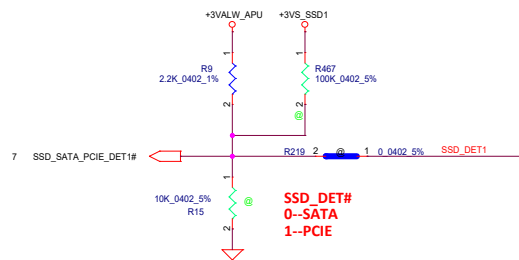 +3VALW_APU +3VS_SSD1
1 1
R9 R467
2.2K_0402_1% 100K_0402_5%
2 2
@
7 SSD_SATA_PCIE_DET1# R219 2 @ 1 0_0402_5% SSD_DET1
1
10K_0402_5% @
R15
2
SSD_DET#
0--SATA
1--PCIE